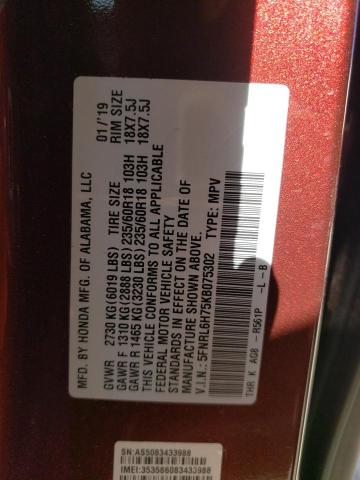 MFD. BY HONDA MFG. OF ALABAMA, LLC 01/'19
GVWR 2730 KG (6019 LBS) TIRE SIZE RIM SIZE
GAWR F 1310 KG (2888 LBS) 235/60R18 103H 18X7.5J
GAWR R 1465 KG (3230 LBS) 235/60R18 103H 18X7.5J
THIS VEHICLE CONFORMS TO ALL APPLICABLE
FEDERAL MOTOR VEHICLE SAFETY
STANDARDS IN EFFECT ON THE DATE OF
MANUFACTURE SHOWN ABOVE.
V.I.N.: 5FNRL6H75KB075302 TYPE: MPV
THR K AG8 - R561P -L -B
SN:AS5083433988
IMEI:353586083433988